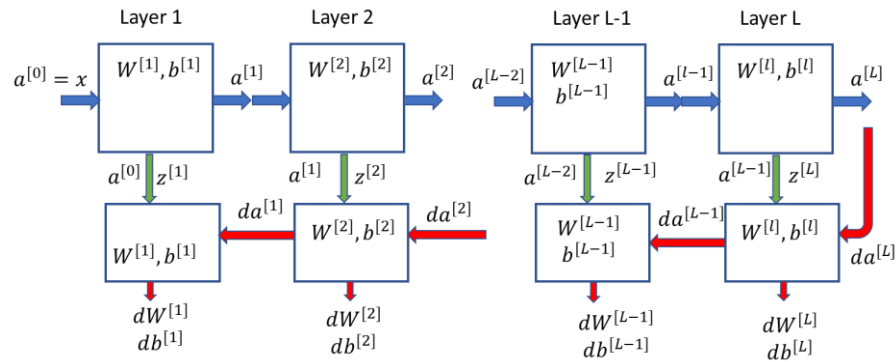 Layer 1 Layer 2 Layer L-1 Layer L
a^{[0]} = x W^{[1]}, b^{[1]} a^{[1]} W^{[2]}, b^{[2]} a^{[2]} a^{[L-2]} W^{[L-1]} a^{[l-1]} W^{[l]}, b^{[l]} a^{[L]}
b^{[L-1]}
a^{[0]} z^{[1]} a^{[1]} z^{[2]} a^{[L-2]} z^{[L-1]} a^{[L-1]} z^{[L]}
da^{[1]} da^{[2]} da^{[L-1]}
W^{[1]}, b^{[1]} W^{[2]}, b^{[2]} W^{[L-1]} W^{[l]}, b^{[l]}
b^{[L-1]} da^{[L]}
dW^{[1]} dW^{[2]} dW^{[L-1]} dW^{[L]}
db^{[1]} db^{[2]} db^{[L-1]} db^{[L]}